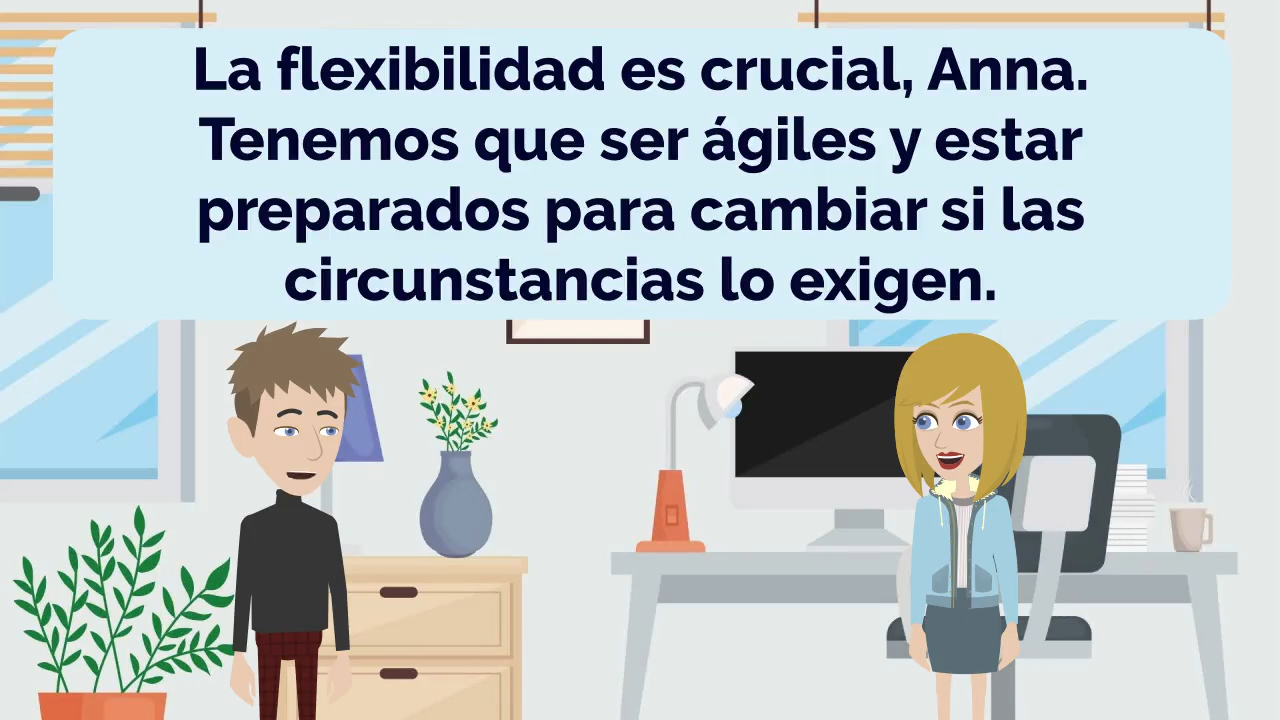 La flexibilidad es crucial, Anna.
Tenemos que ser ágiles y estar
preparados para cambiar si las
circunstancias lo exigen.